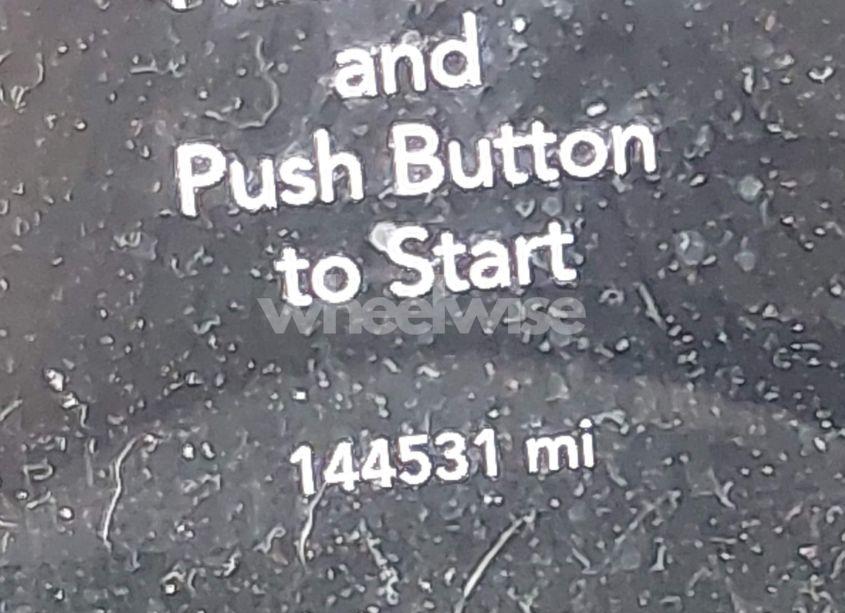 and
Push Button
to Start
wheelwise
144531 mi